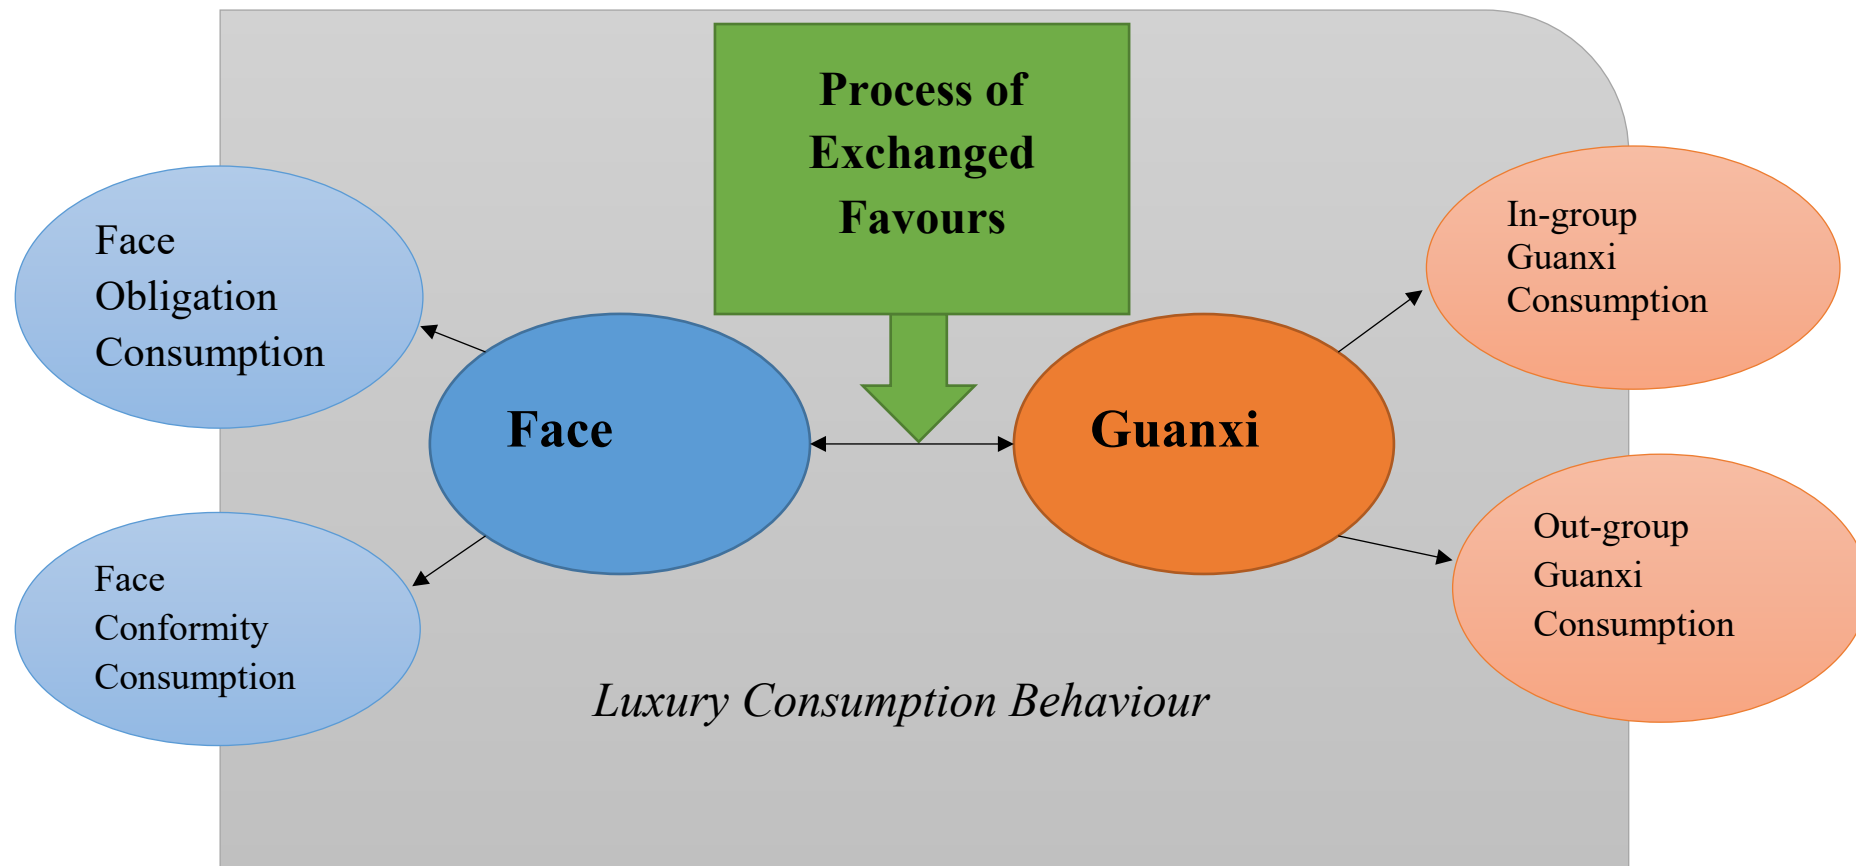 Process of
Exchanged
Favours
Face
Obligation
Consumption
In-group
Guanxi
Consumption
Face
Guanxi
Face
Conformity
Consumption
Out-group
Guanxi
Consumption
Luxury Consumption Behaviour